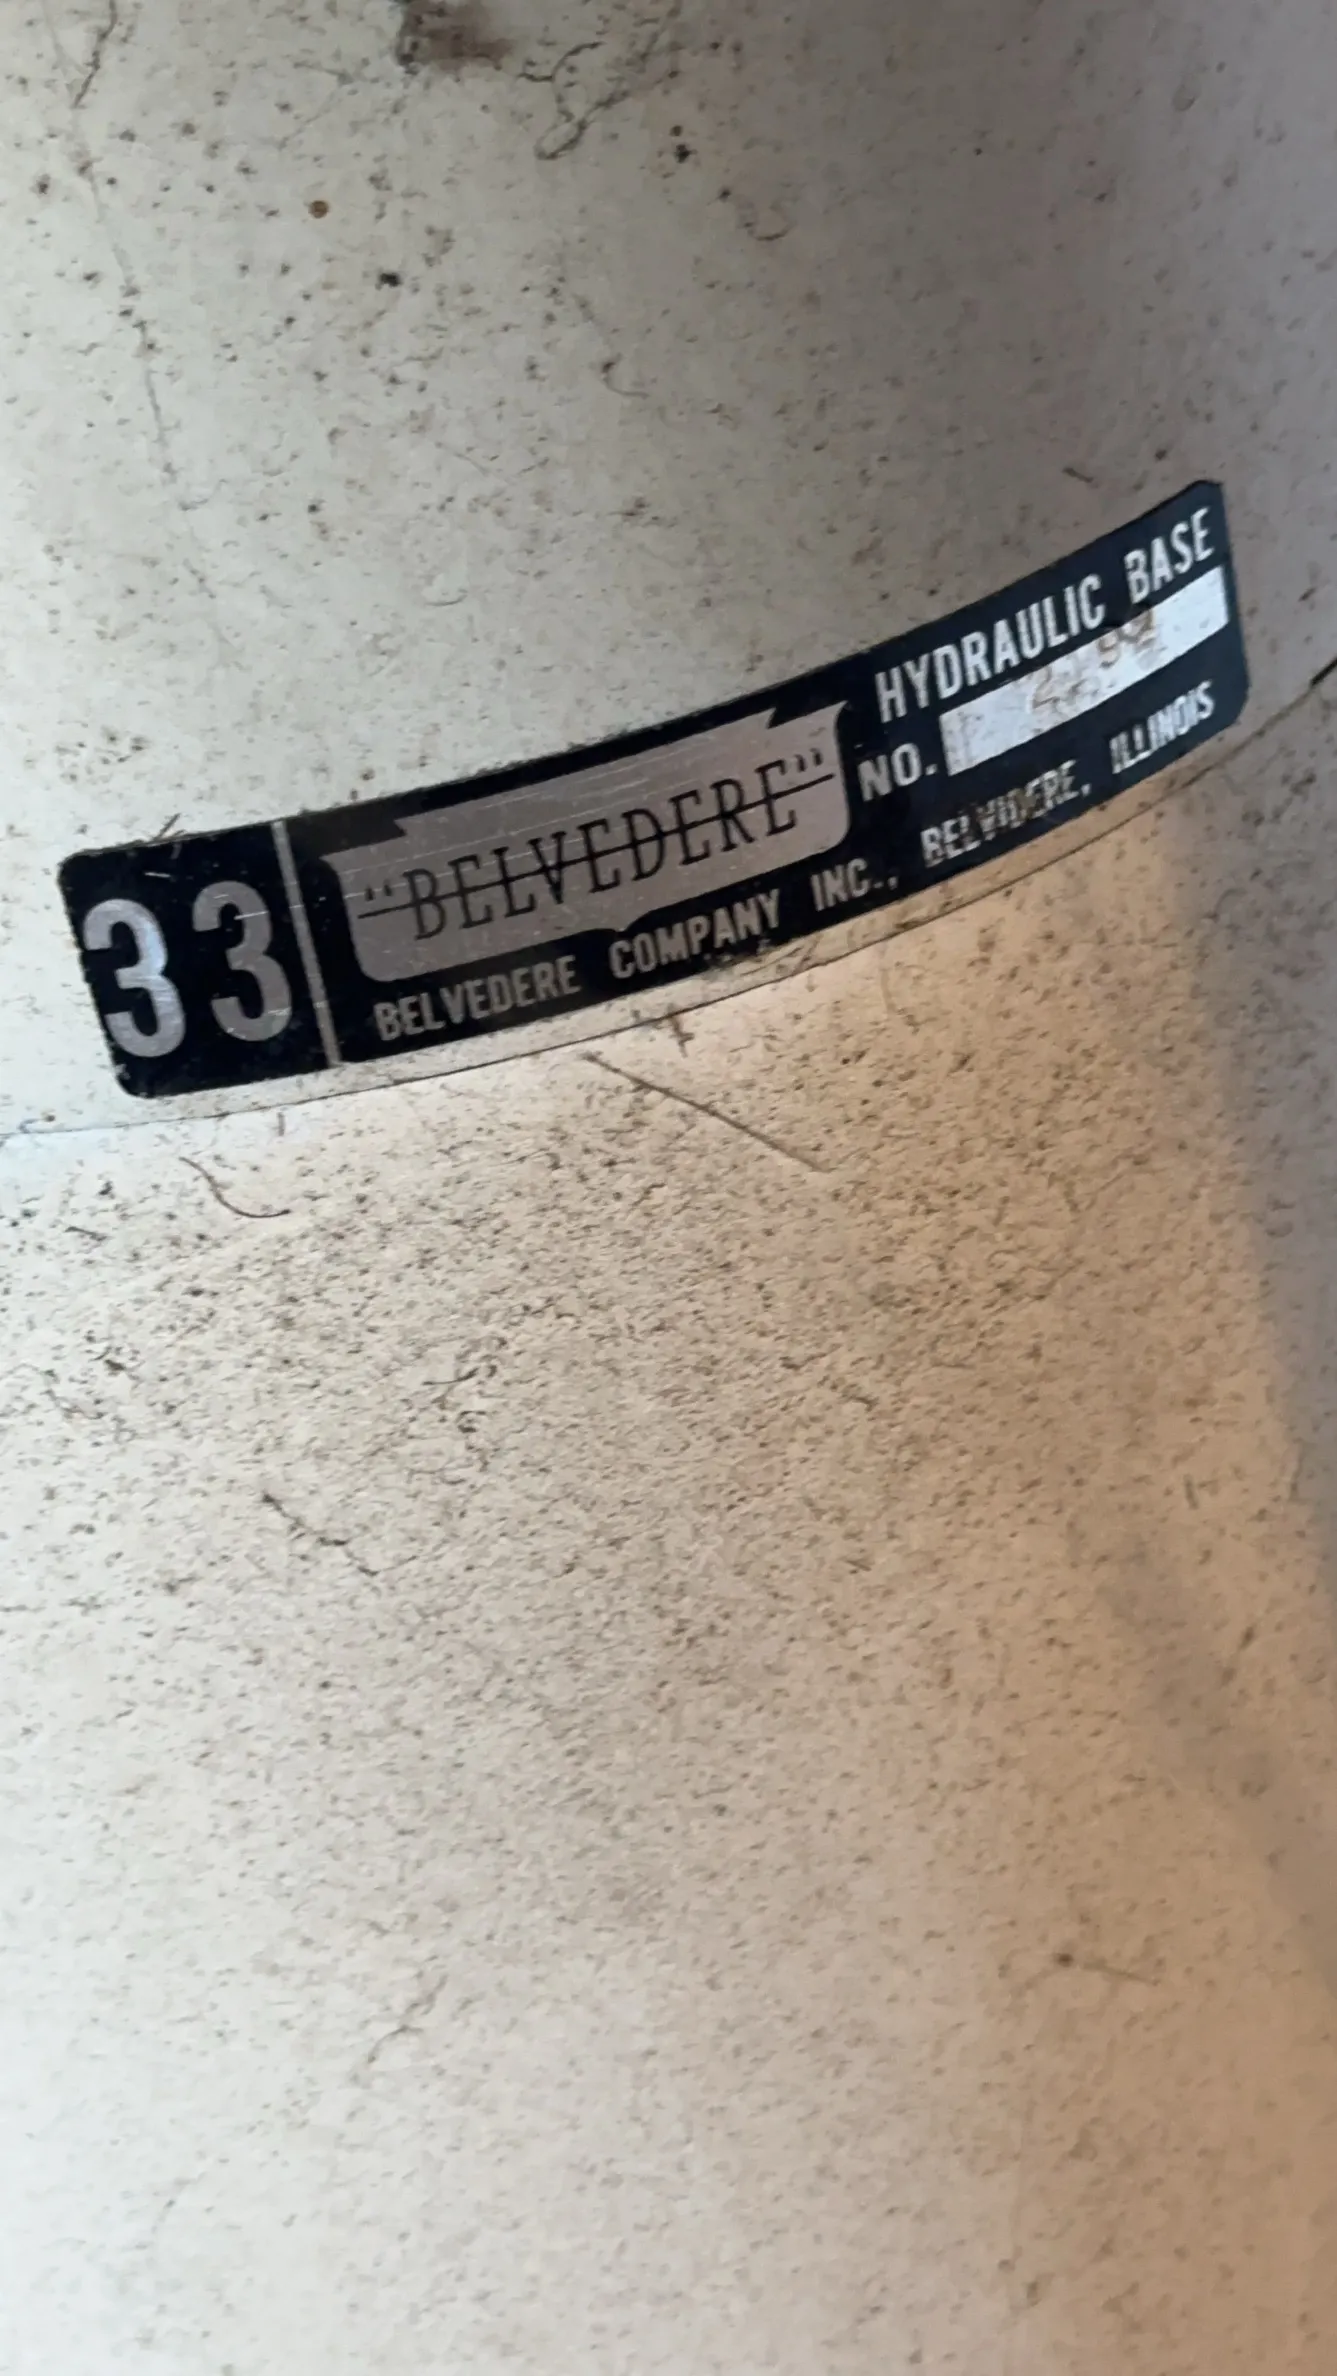 33
"BELVEDERE"
HYDRAULIC BASE
NO.
BELVEDERE COMPANY INC., BELVIDERE, ILLINOIS